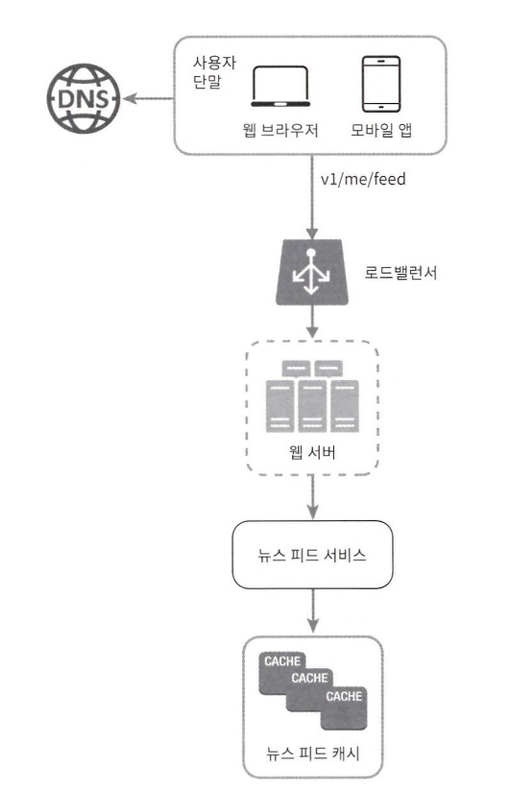 사용자
단말
DNS
웹 브라우저
모바일 앱
v1/me/feed
로드밸런서
웹 서버
뉴스 피드 서비스
CACHE
CACHE
CACHE
뉴스 피드 캐시